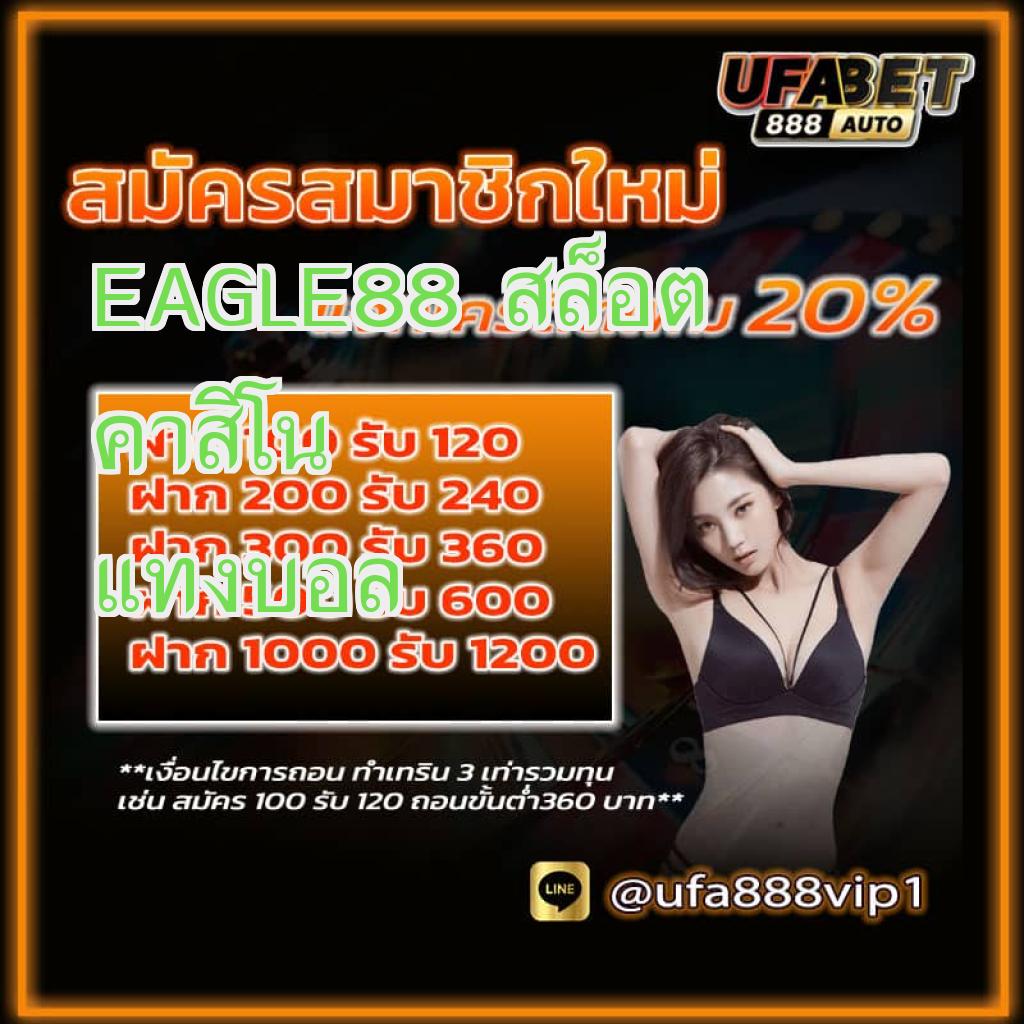 UFABET
888 AUTO
สมัครสมาชิกใหม่
EAGLE88 สล็อต
20%
คาสิโน
รับ 120
ฝาก 200 รับ 240
ฝาก 300 รับ 360
แทงบอล
600
ฝาก 1000 รับ 1200
**เงื่อนไขการถอน ทำเทริน 3 เท่ารวมทุน
เช่น สมัคร 100 รับ 120 ถอนขั้นต่ำ360 บาท**
LINE @ufa888vip1